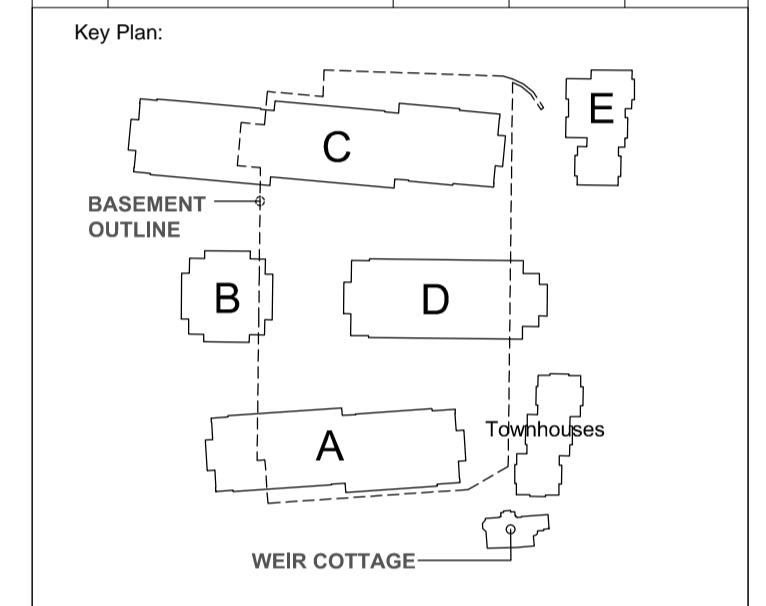 Key Plan:
E
C
BASEMENT
OUTLINE
B
D
Townhouses
A
WEIR COTTAGE